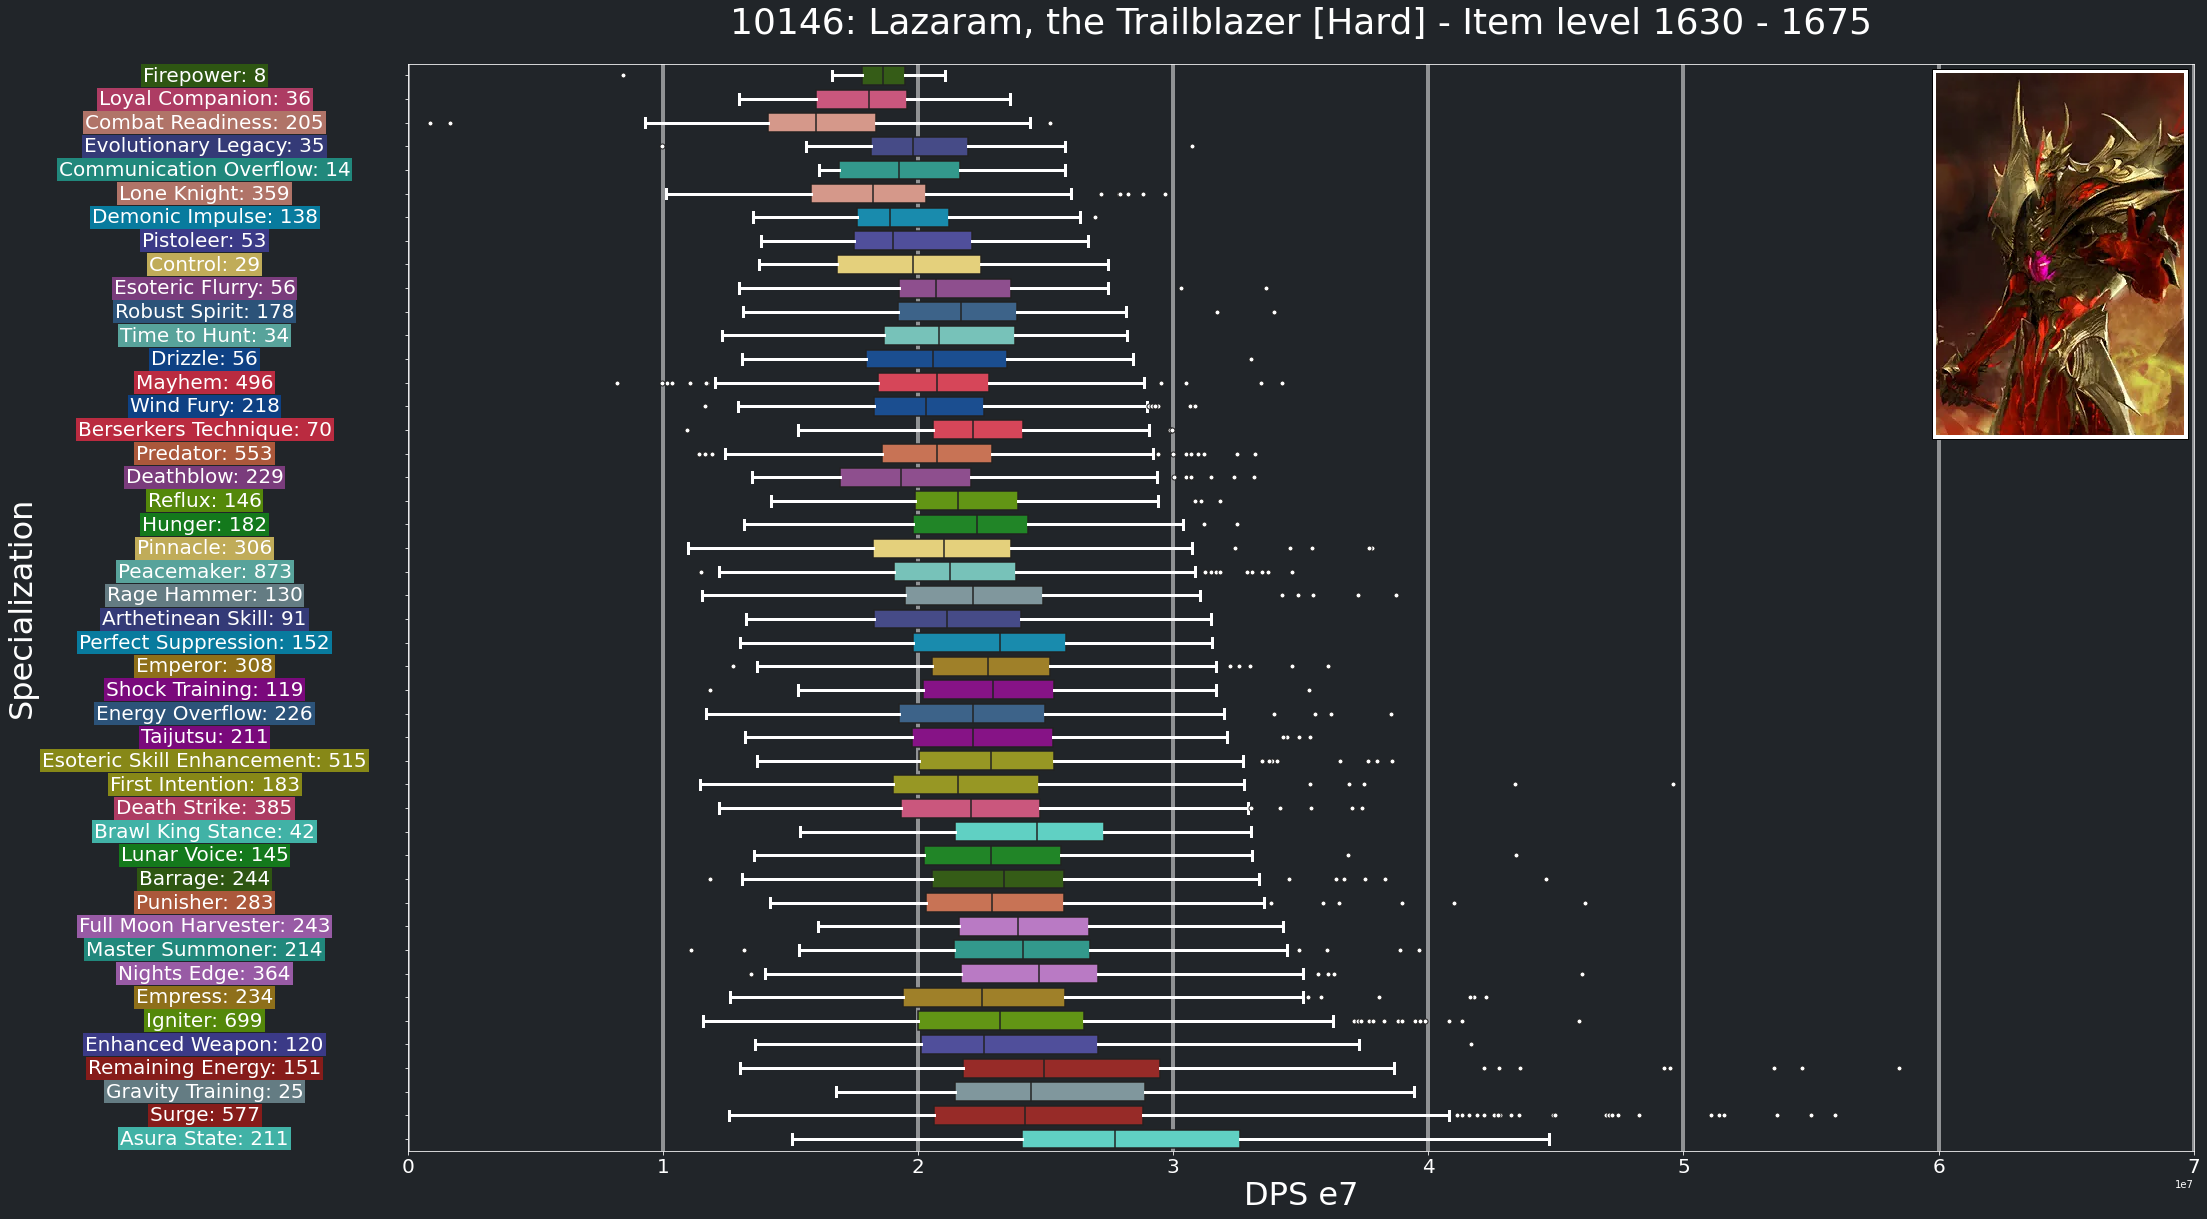 10146: Lazaram, the Trailblazer [Hard] - Item level 1630 - 1675
Specialization
Firepower: 8
Loyal Companion: 36
Combat Readiness: 205
Evolutionary Legacy: 35
Communication Overflow: 14
Lone Knight: 359
Demonic Impulse: 138
Pistoleer: 53
Control: 29
Esoteric Flurry: 56
Robust Spirit: 178
Time to Hunt: 34
Drizzle: 56
Mayhem: 496
Wind Fury: 218
Berserkers Technique: 70
Predator: 553
Deathblow: 229
Reflux: 146
Hunger: 182
Pinnacle: 306
Peacemaker: 873
Rage Hammer: 130
Arthetinean Skill: 91
Perfect Suppression: 152
Emperor: 308
Shock Training: 119
Energy Overflow: 226
Taijutsu: 211
Esoteric Skill Enhancement: 515
First Intention: 183
Death Strike: 385
Brawl King Stance: 42
Lunar Voice: 145
Barrage: 244
Punisher: 283
Full Moon Harvester: 243
Master Summoner: 214
Nights Edge: 364
Empress: 234
Igniter: 699
Enhanced Weapon: 120
Remaining Energy: 151
Gravity Training: 25
Surge: 577
Asura State: 211
0 1 2 3 4 5 6 7
DPS e7
1e7